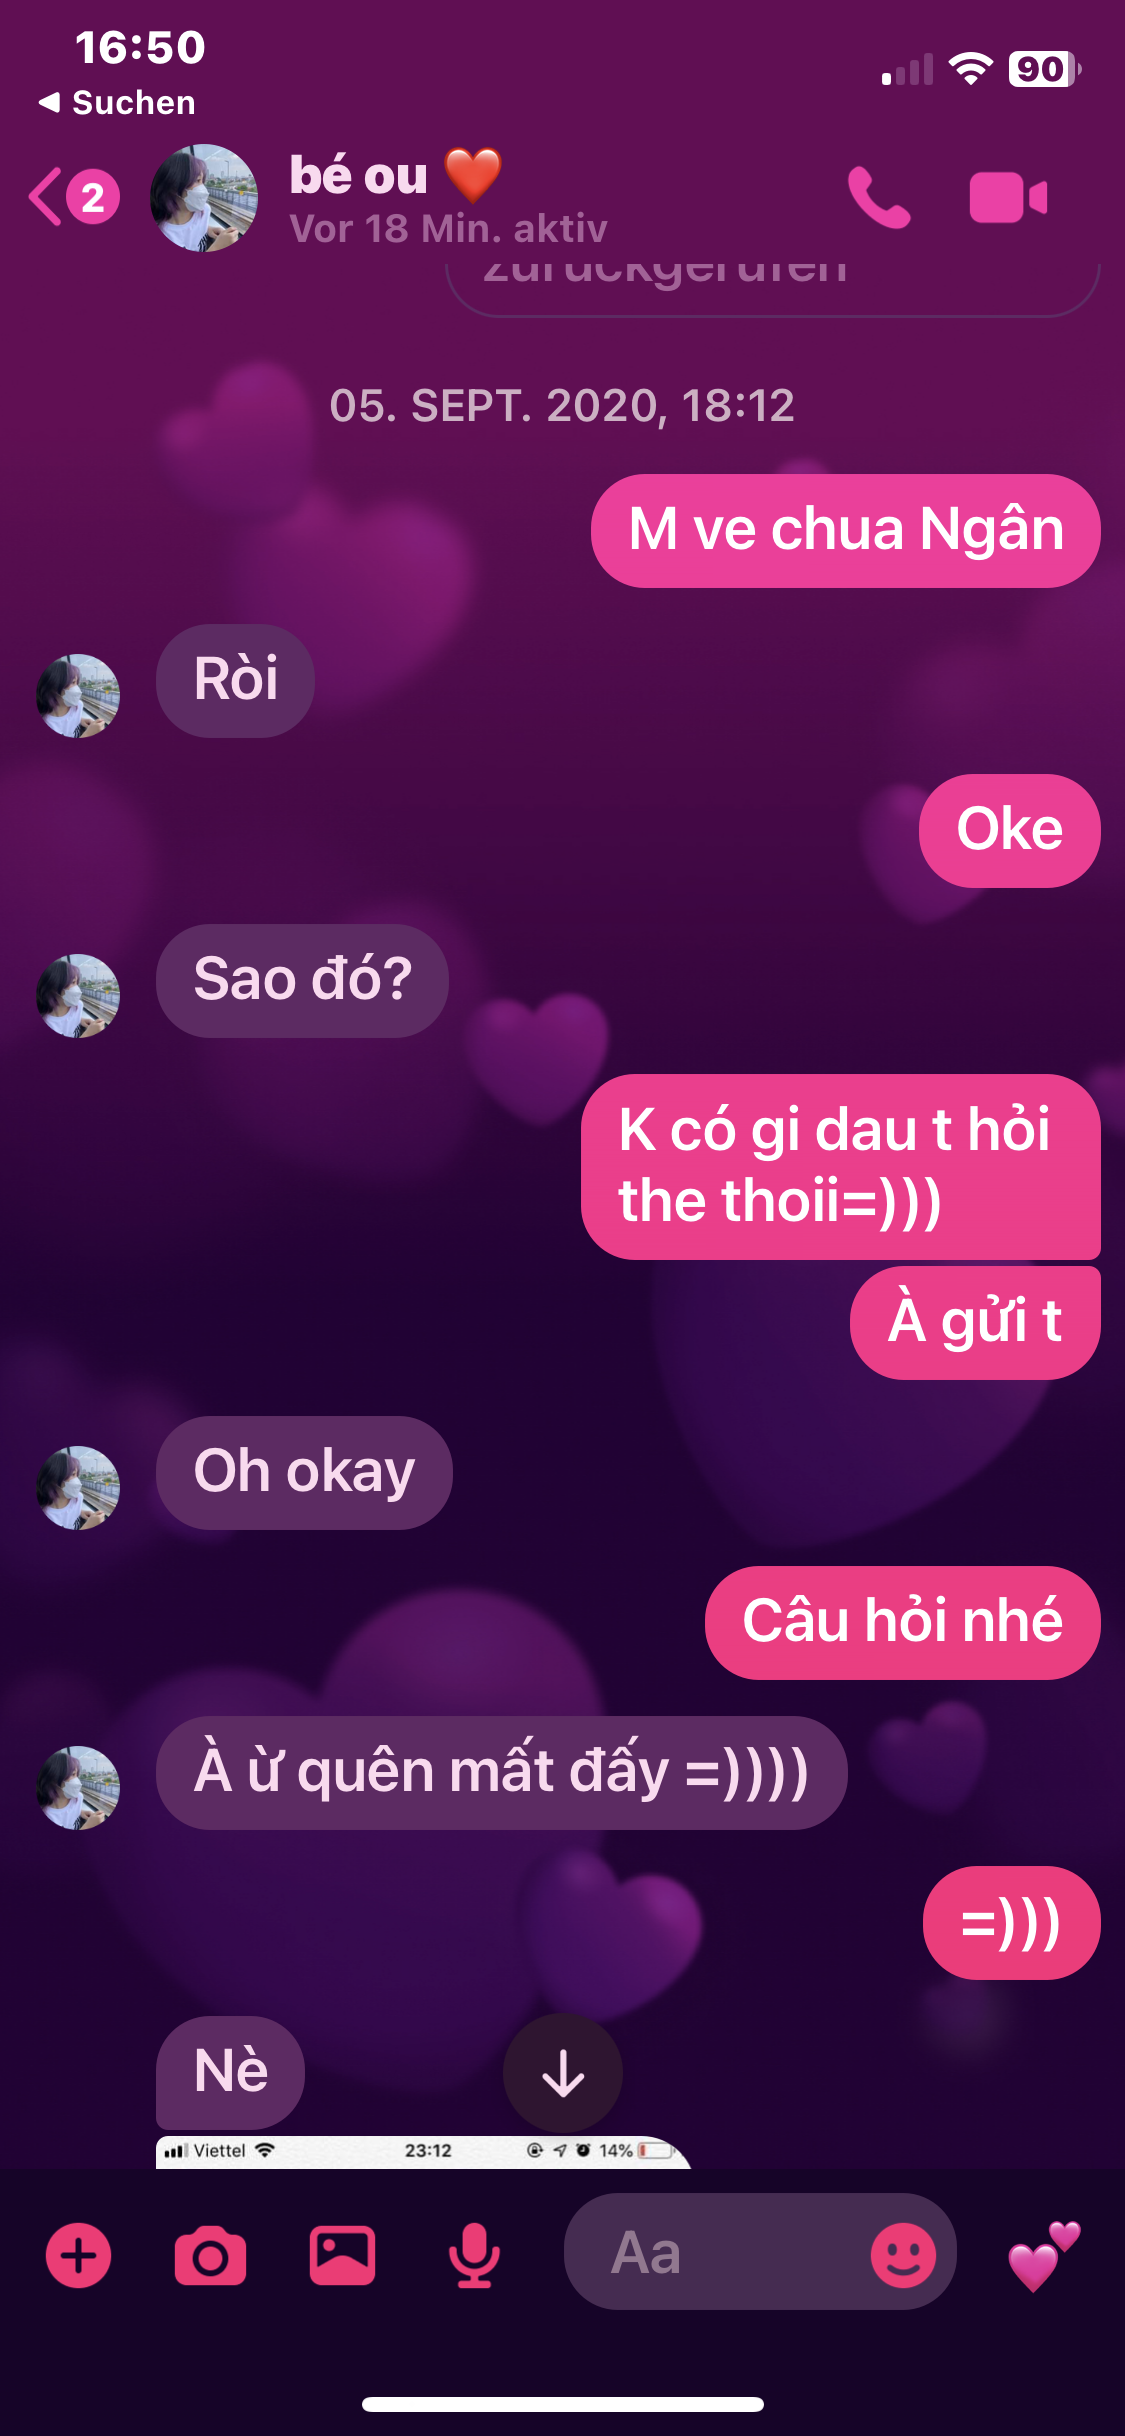 16:50
90
Suchen
2
bé ou ❤️
Vor 18 Min. aktiv
zurückgerufen
05. SEPT. 2020, 18:12
M ve chua Ngân
Ròi
Oke
Sao đó?
K có gi dau t hỏi
the thoii=)))
À gửi t
Oh okay
Câu hỏi nhé
À ừ quên mất đấy =))))
=)))
Nè
Viettel 23:12 14%
Aa